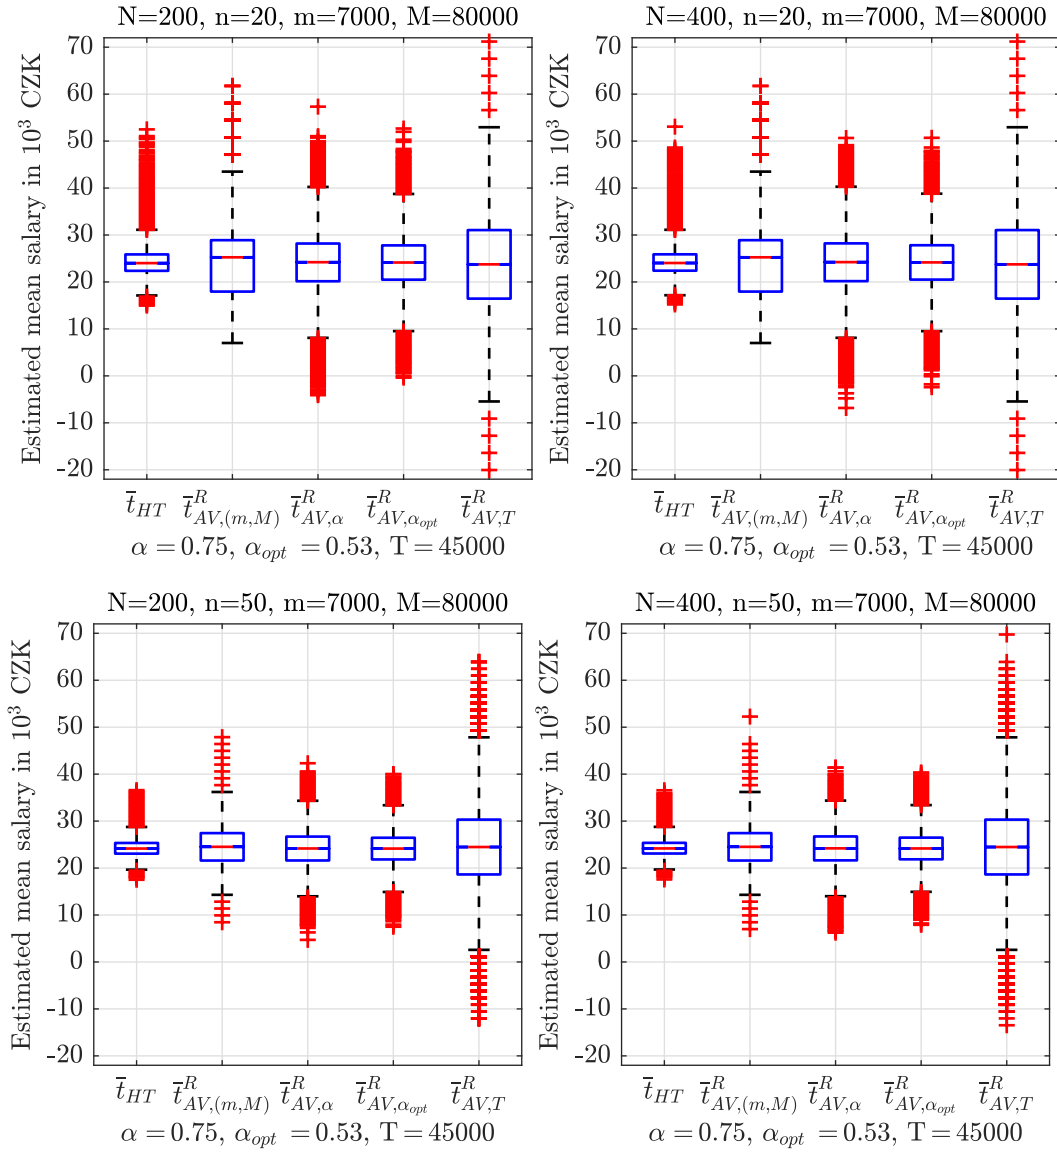 N=200, n=20, m=7000, M=80000
N=400, n=20, m=7000, M=80000
Estimated mean salary in 10³ CZK
70
60
50
40
30
20
10
0
-10
-20
Estimated mean salary in 10³ CZK
70
60
50
40
30
20
10
0
-10
-20
t̄_HT t̄^R_AV,(m,M) t̄^R_AV,α t̄^R_AV,α_opt t̄^R_AV,T
α = 0.75, α_opt = 0.53, T = 45000
t̄_HT t̄^R_AV,(m,M) t̄^R_AV,α t̄^R_AV,α_opt t̄^R_AV,T
α = 0.75, α_opt = 0.53, T = 45000
N=200, n=50, m=7000, M=80000
N=400, n=50, m=7000, M=80000
Estimated mean salary in 10³ CZK
70
60
50
40
30
20
10
0
-10
-20
Estimated mean salary in 10³ CZK
70
60
50
40
30
20
10
0
-10
-20
t̄_HT t̄^R_AV,(m,M) t̄^R_AV,α t̄^R_AV,α_opt t̄^R_AV,T
α = 0.75, α_opt = 0.53, T = 45000
t̄_HT t̄^R_AV,(m,M) t̄^R_AV,α t̄^R_AV,α_opt t̄^R_AV,T
α = 0.75, α_opt = 0.53, T = 45000